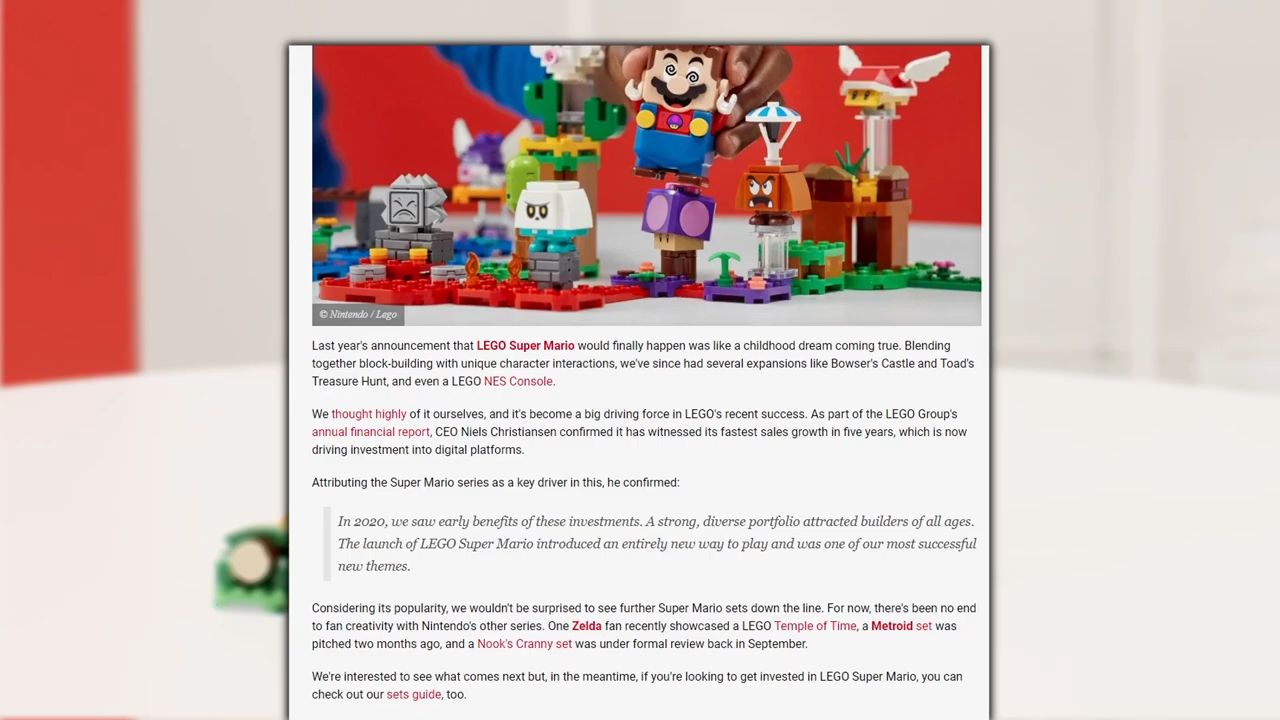 © Nintendo / Lego
Last year's announcement that LEGO Super Mario would finally happen was like a childhood dream coming true. Blending
together block-building with unique character interactions, we've since had several expansions like Bowser's Castle and Toad's
Treasure Hunt, and even a LEGO NES Console.
We thought highly of it ourselves, and it's become a big driving force in LEGO's recent success. As part of the LEGO Group's
annual financial report, CEO Niels Christiansen confirmed it has witnessed its fastest sales growth in five years, which is now
driving investment into digital platforms.
Attributing the Super Mario series as a key driver in this, he confirmed:
In 2020, we saw early benefits of these investments. A strong, diverse portfolio attracted builders of all ages.
The launch of LEGO Super Mario introduced an entirely new way to play and was one of our most successful
new themes.
Considering its popularity, we wouldn't be surprised to see further Super Mario sets down the line. For now, there's been no end
to fan creativity with Nintendo's other series. One Zelda fan recently showcased a LEGO Temple of Time, a Metroid set was
pitched two months ago, and a Nook's Cranny set was under formal review back in September.
We're interested to see what comes next but, in the meantime, if you're looking to get invested in LEGO Super Mario, you can
check out our sets guide, too.